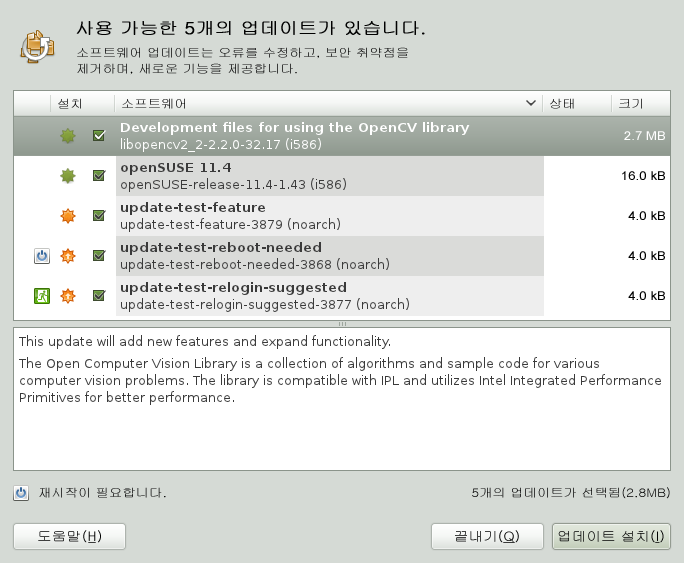 사용 가능한 5개의 업데이트가 있습니다.
소프트웨어 업데이트는 오류를 수정하고, 보안 취약점을
제거하며, 새로운 기능을 제공합니다.
설치 소프트웨어 상태 크기
Development files for using the OpenCV library
libopencv2_2-2.2.0-32.17 (i586) 2.7 MB
openSUSE 11.4
openSUSE-release-11.4-1.43 (i586) 16.0 kB
update-test-feature
update-test-feature-3879 (noarch) 4.0 kB
update-test-reboot-needed
update-test-reboot-needed-3868 (noarch) 4.0 kB
update-test-relogin-suggested
update-test-relogin-suggested-3877 (noarch) 4.0 kB
This update will add new features and expand functionality.
The Open Computer Vision Library is a collection of algorithms and sample code for various
computer vision problems. The library is compatible with IPL and utilizes Intel Integrated Performance
Primitives for better performance.
재시작이 필요합니다. 5개의 업데이트가 선택됨(2.8MB)
도움말(H) 끝내기(Q) 업데이트 설치(I)